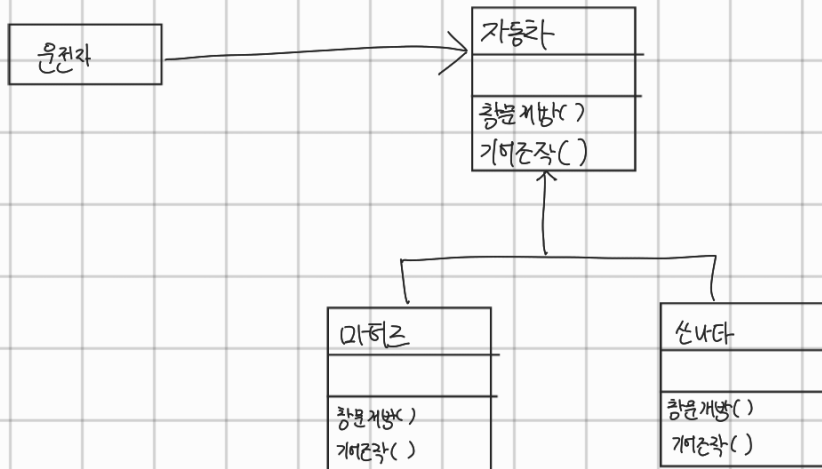 운전자
자동차
창문개방( )
기어조작( )
마티즈
창문개방( )
기어조작( )
쏘나타
창문개방( )
기어조작( )